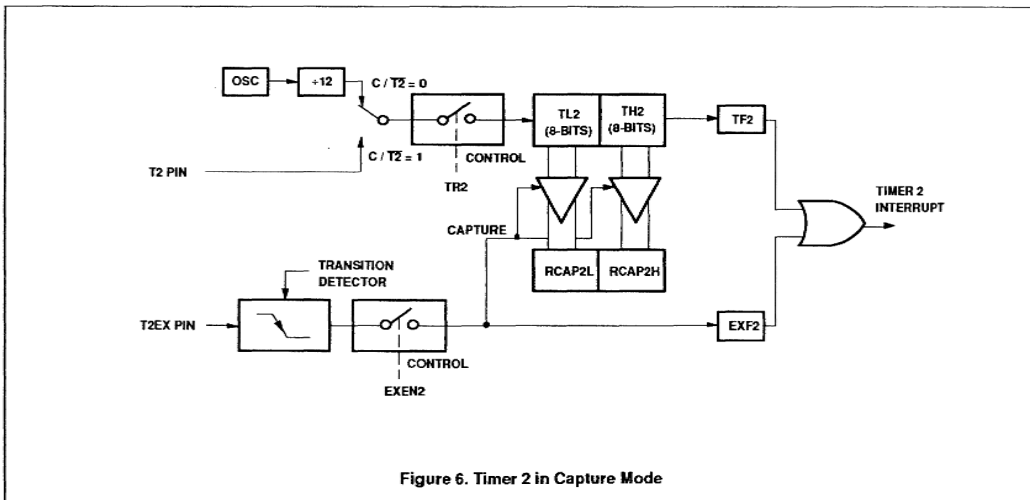 OSC
÷12
C / T2 = 0
TL2
(8-BITS)
TH2
(8-BITS)
TF2
C / T2 = 1
CONTROL
T2 PIN
TR2
TIMER 2
INTERRUPT
CAPTURE
RCAP2L
RCAP2H
TRANSITION
DETECTOR
T2EX PIN
EXF2
CONTROL
EXEN2
Figure 6. Timer 2 in Capture Mode